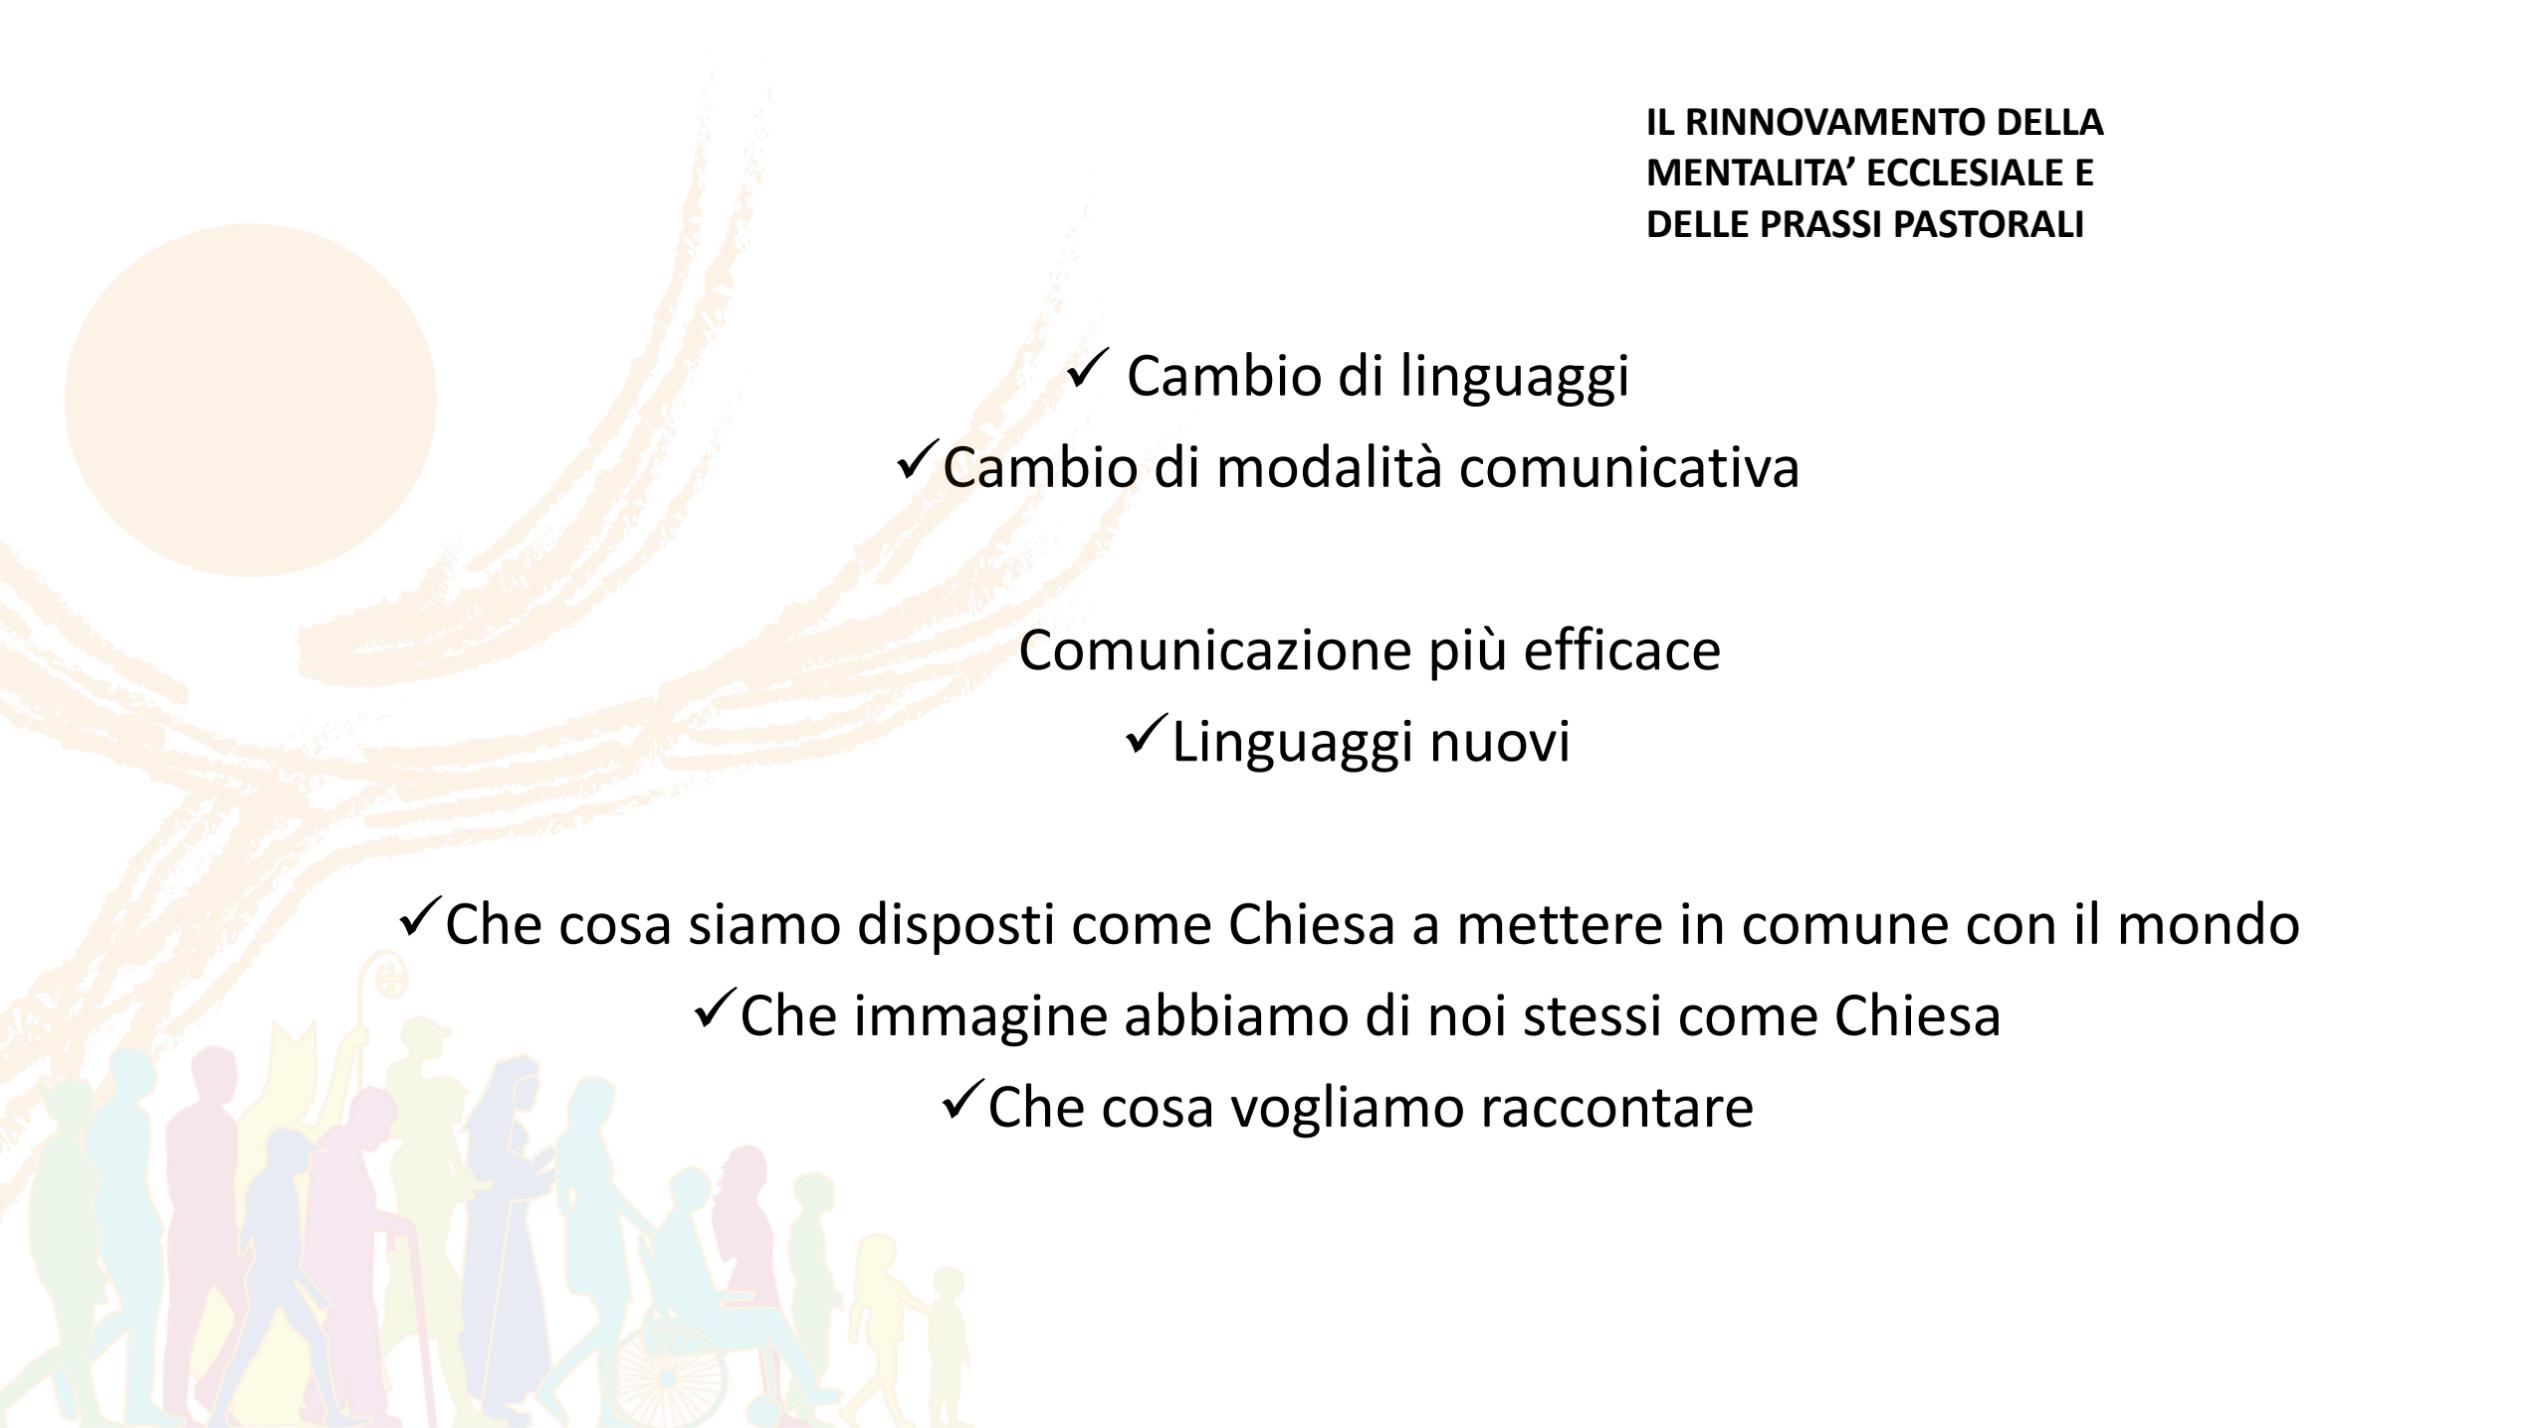 IL RINNOVAMENTO DELLA
MENTALITA’ ECCLESIALE E
DELLE PRASSI PASTORALI
✓ Cambio di linguaggi
✓Cambio di modalità comunicativa
Comunicazione più efficace
✓Linguaggi nuovi
✓Che cosa siamo disposti come Chiesa a mettere in comune con il mondo
✓Che immagine abbiamo di noi stessi come Chiesa
✓Che cosa vogliamo raccontare